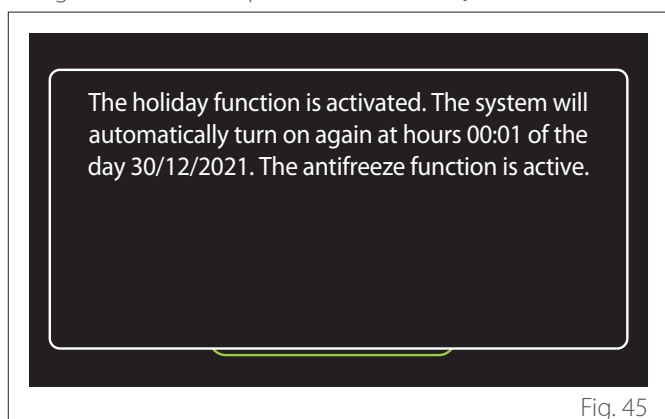 The holiday function is activated. The system will
automatically turn on again at hours 00:01 of the
day 30/12/2021. The antifreeze function is active.
Fig. 45